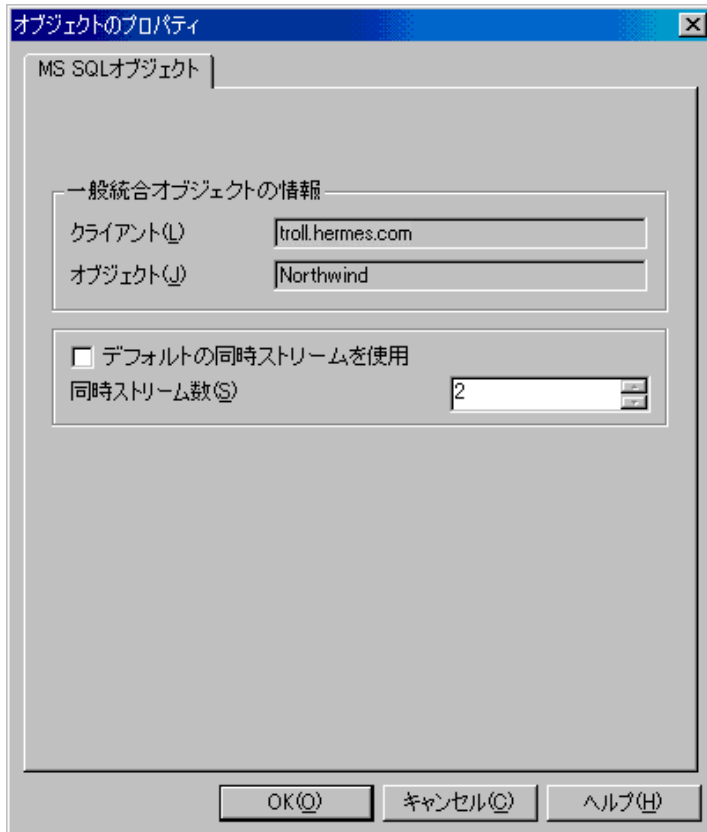 オブジェクトのプロパティ
MS SQLオブジェクト
一般統合オブジェクトの情報
クライアント(L) troll.hermes.com
オブジェクト(J) Northwind
デフォルトの同時ストリームを使用
同時ストリーム数(S) 2
OK(O) キャンセル(C) ヘルプ(H)